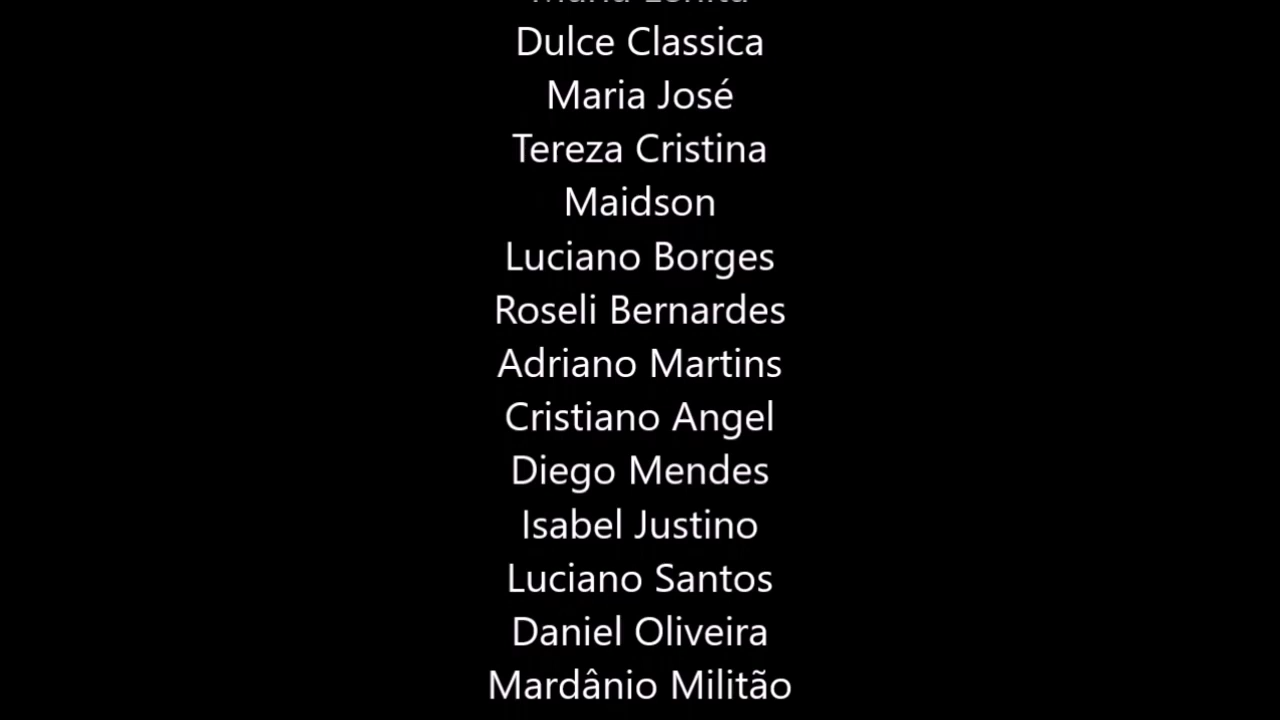 Dulce Classica
Maria José
Tereza Cristina
Maidson
Luciano Borges
Roseli Bernardes
Adriano Martins
Cristiano Angel
Diego Mendes
Isabel Justino
Luciano Santos
Daniel Oliveira
Mardânio Militão